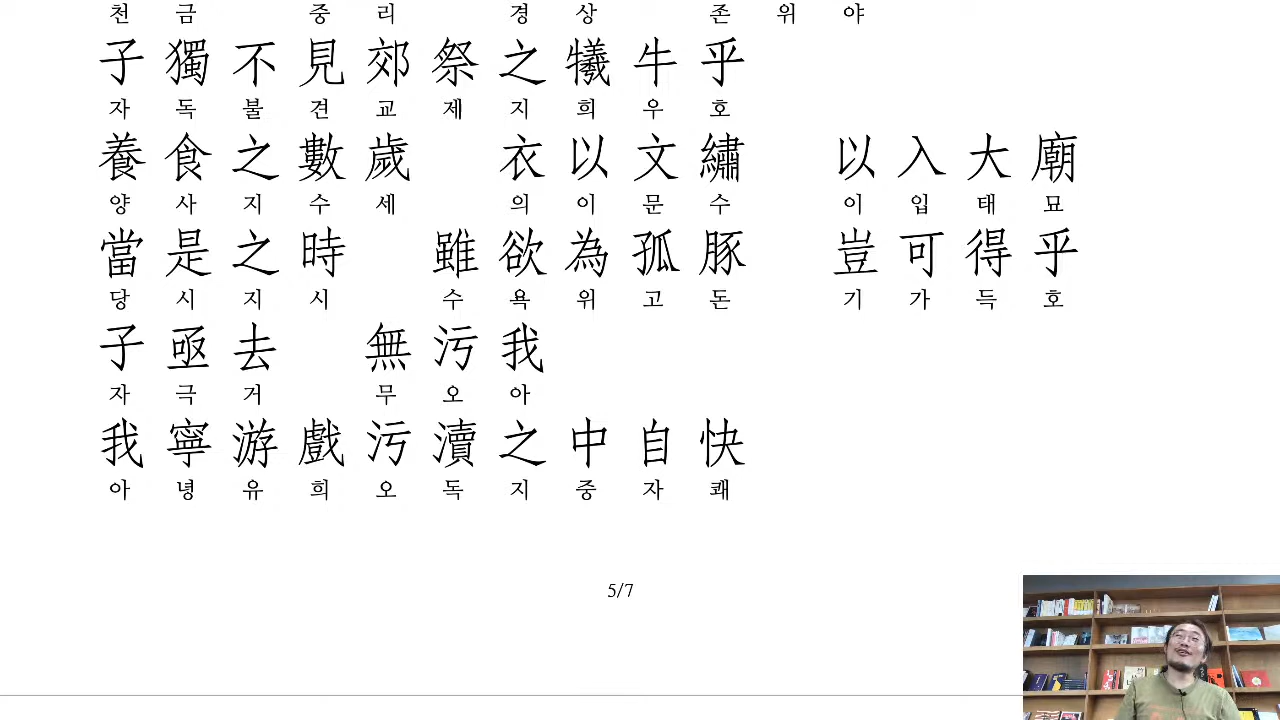 천금 중리 경상 존위야
子獨不見郊祭之犧牛乎
자독불견교제지희우호
養食之數歲 衣以文繡 以入大廟
양사지수세 의이문수 이입태묘
當是之時 雖欲為孤豚 豈可得乎
당시지시 수욕위고돈 기가득호
子亟去 無污我
자극거 무오아
我寧游戲污瀆之中自快
아녕유희오독지중자쾌
5/7